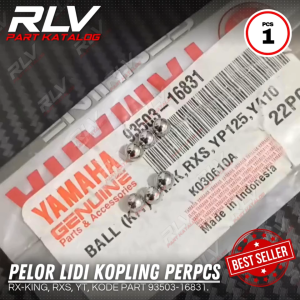 RLV
PART KATALOG
PCS
1
93503-16831
YAMAHA
GENUINE
Parts & Accessories
BALL
RXS, YP125, Y110
22PC
K030610A
Made in Indonesia
PELOR LIDI KOPLING PERPCS
RX-KING, RXS, YT, KODE PART 93503-16831.
BEST SELLER